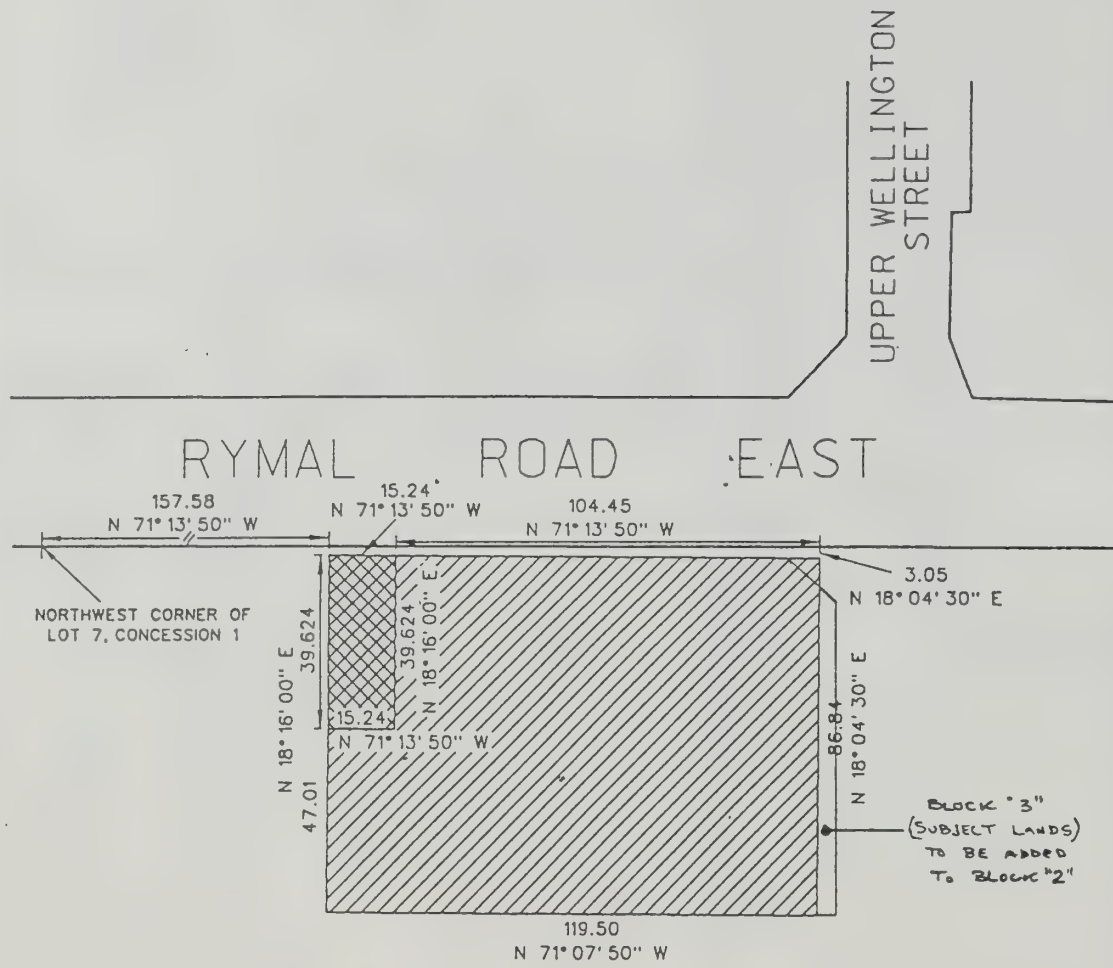 UPPER WELLINGTON
STREET
RYMAL ROAD EAST
157.58
N 71° 13' 50" W
15.24
N 71° 13' 50" W
104.45
N 71° 13' 50" W
3.05
N 18° 04' 30" E
NORTHWEST CORNER OF
LOT 7, CONCESSION 1
N 18° 16' 00" E
39.624
39.624
N 18° 16' 00" E
15.24
N 71° 13' 50" W
47.01
86.84
N 18° 04' 30" E
BLOCK "3"
(SUBJECT LANDS)
TO BE ADDED
TO BLOCK "2"
119.50
N 71° 07' 50" W